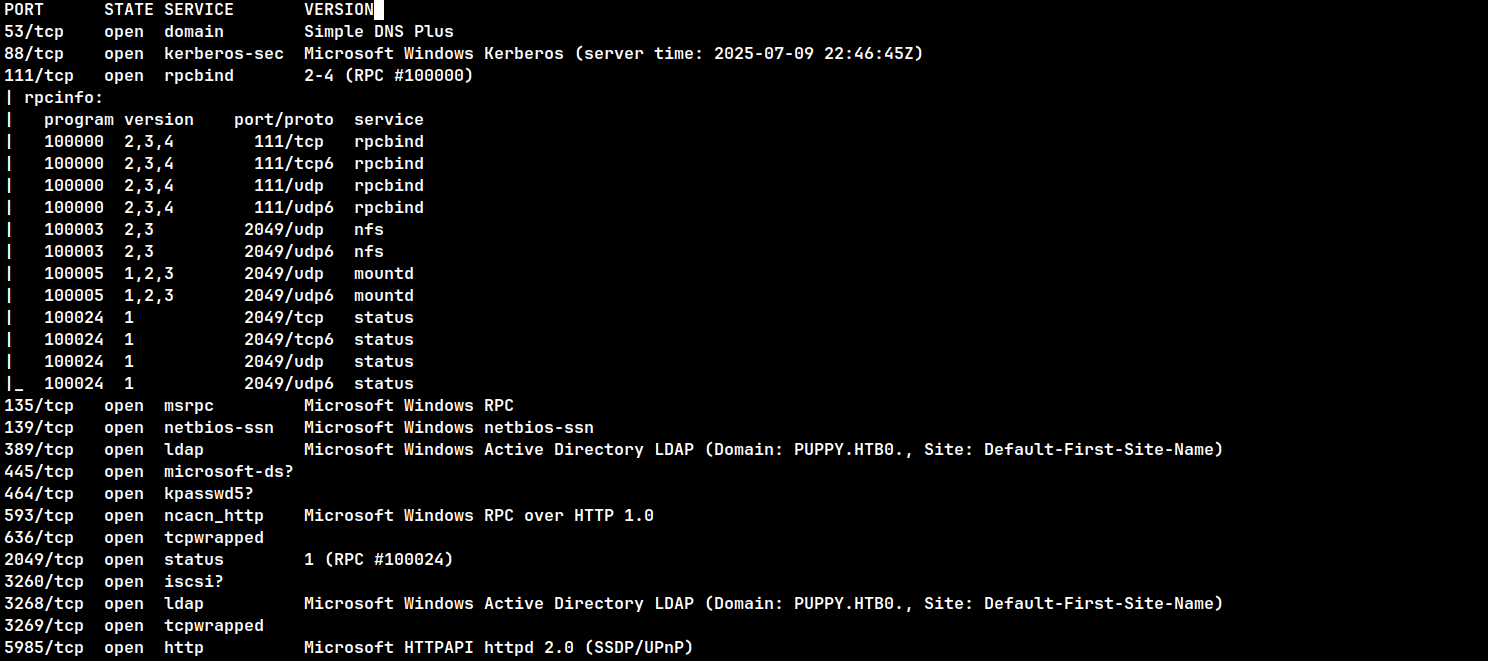 PORT      STATE SERVICE       VERSION
53/tcp    open  domain        Simple DNS Plus
88/tcp    open  kerberos-sec  Microsoft Windows Kerberos (server time: 2025-07-09 22:46:45Z)
111/tcp   open  rpcbind       2-4 (RPC #100000)
| rpcinfo:
|   program version    port/proto  service
|   100000  2,3,4        111/tcp   rpcbind
|   100000  2,3,4        111/tcp6  rpcbind
|   100000  2,3,4        111/udp   rpcbind
|   100000  2,3,4        111/udp6  rpcbind
|   100003  2,3         2049/udp   nfs
|   100003  2,3         2049/udp6  nfs
|   100005  1,2,3       2049/udp   mountd
|   100005  1,2,3       2049/udp6  mountd
|   100024  1           2049/tcp   status
|   100024  1           2049/tcp6  status
|   100024  1           2049/udp   status
|_  100024  1           2049/udp6  status
135/tcp   open  msrpc         Microsoft Windows RPC
139/tcp   open  netbios-ssn   Microsoft Windows netbios-ssn
389/tcp   open  ldap          Microsoft Windows Active Directory LDAP (Domain: PUPPY.HTB0., Site: Default-First-Site-Name)
445/tcp   open  microsoft-ds?
464/tcp   open  kpasswd5?
593/tcp   open  ncacn_http    Microsoft Windows RPC over HTTP 1.0
636/tcp   open  tcpwrapped
2049/tcp  open  status        1 (RPC #100024)
3260/tcp  open  iscsi?
3268/tcp  open  ldap          Microsoft Windows Active Directory LDAP (Domain: PUPPY.HTB0., Site: Default-First-Site-Name)
3269/tcp  open  tcpwrapped
5985/tcp  open  http          Microsoft HTTPAPI httpd 2.0 (SSDP/UPnP)